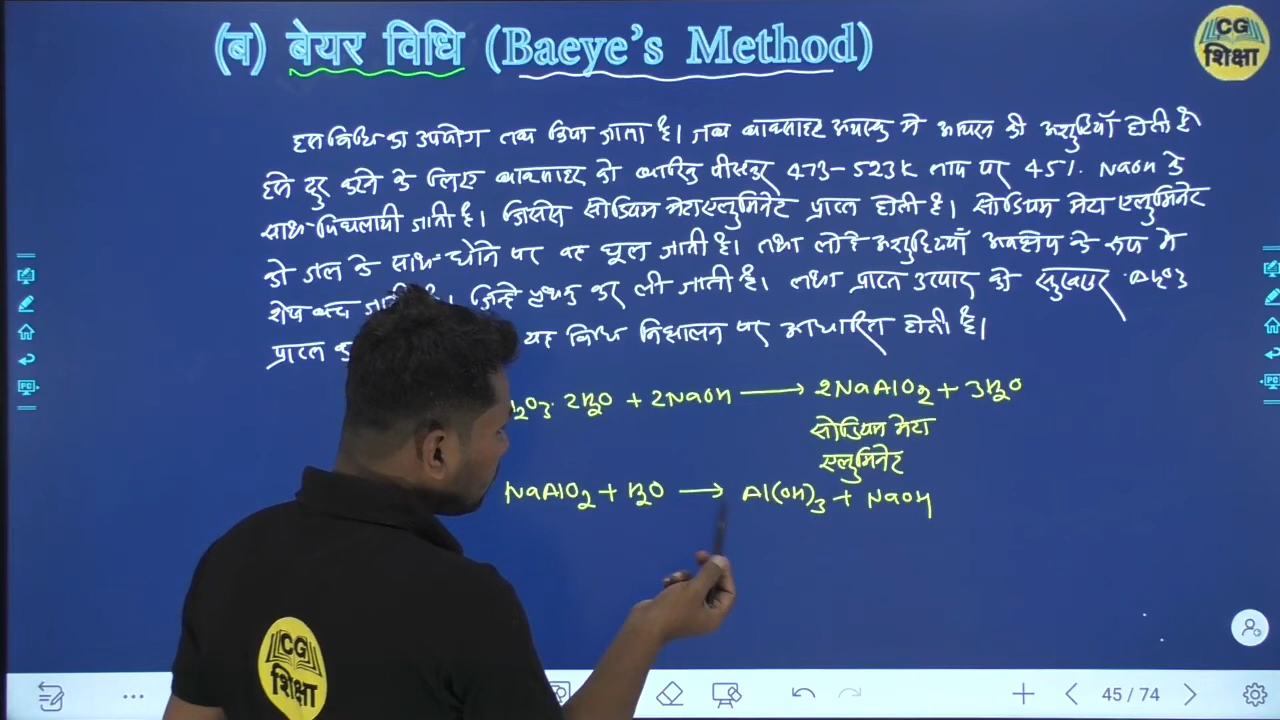 (ब) बेयर विधि (Baeye's Method)
CG
शिक्षा
इस विधि का उपयोग तब किया जाता है। जब बाक्साइट अयस्क में आयरन की अशुद्धियाँ होती है।
इसे दूर करने के लिए बाक्साइट को बारिक पीसकर 473-523K ताप पर 45% NaOH के
साथ पिघलायी जाती है। जिससे सोडियम मेटाएलुमिनेट प्राप्त होती है। सोडियम मेटा एलुमिनेट
को जल के साथ धोने पर वह घूल जाती है। तथा लोहे अशुद्धियाँ अवक्षेप के रूप में
शेष बच है। जिन्हे पृथक कर ली जाती है। तथा प्राप्त उत्पाद को सुखाकर Al2O3
प्राप्त यह विधि निक्षालन पर आधारित होती है।
2O3. 2H2O + 2NaOH ⟶ 2NaAlO2 + 3H2O
सोडियम मेटा
एलुमिनेट
NaAlO2 + H2O ⟶ Al(OH)3 + NaOH
CG
शिक्षा
45 / 74